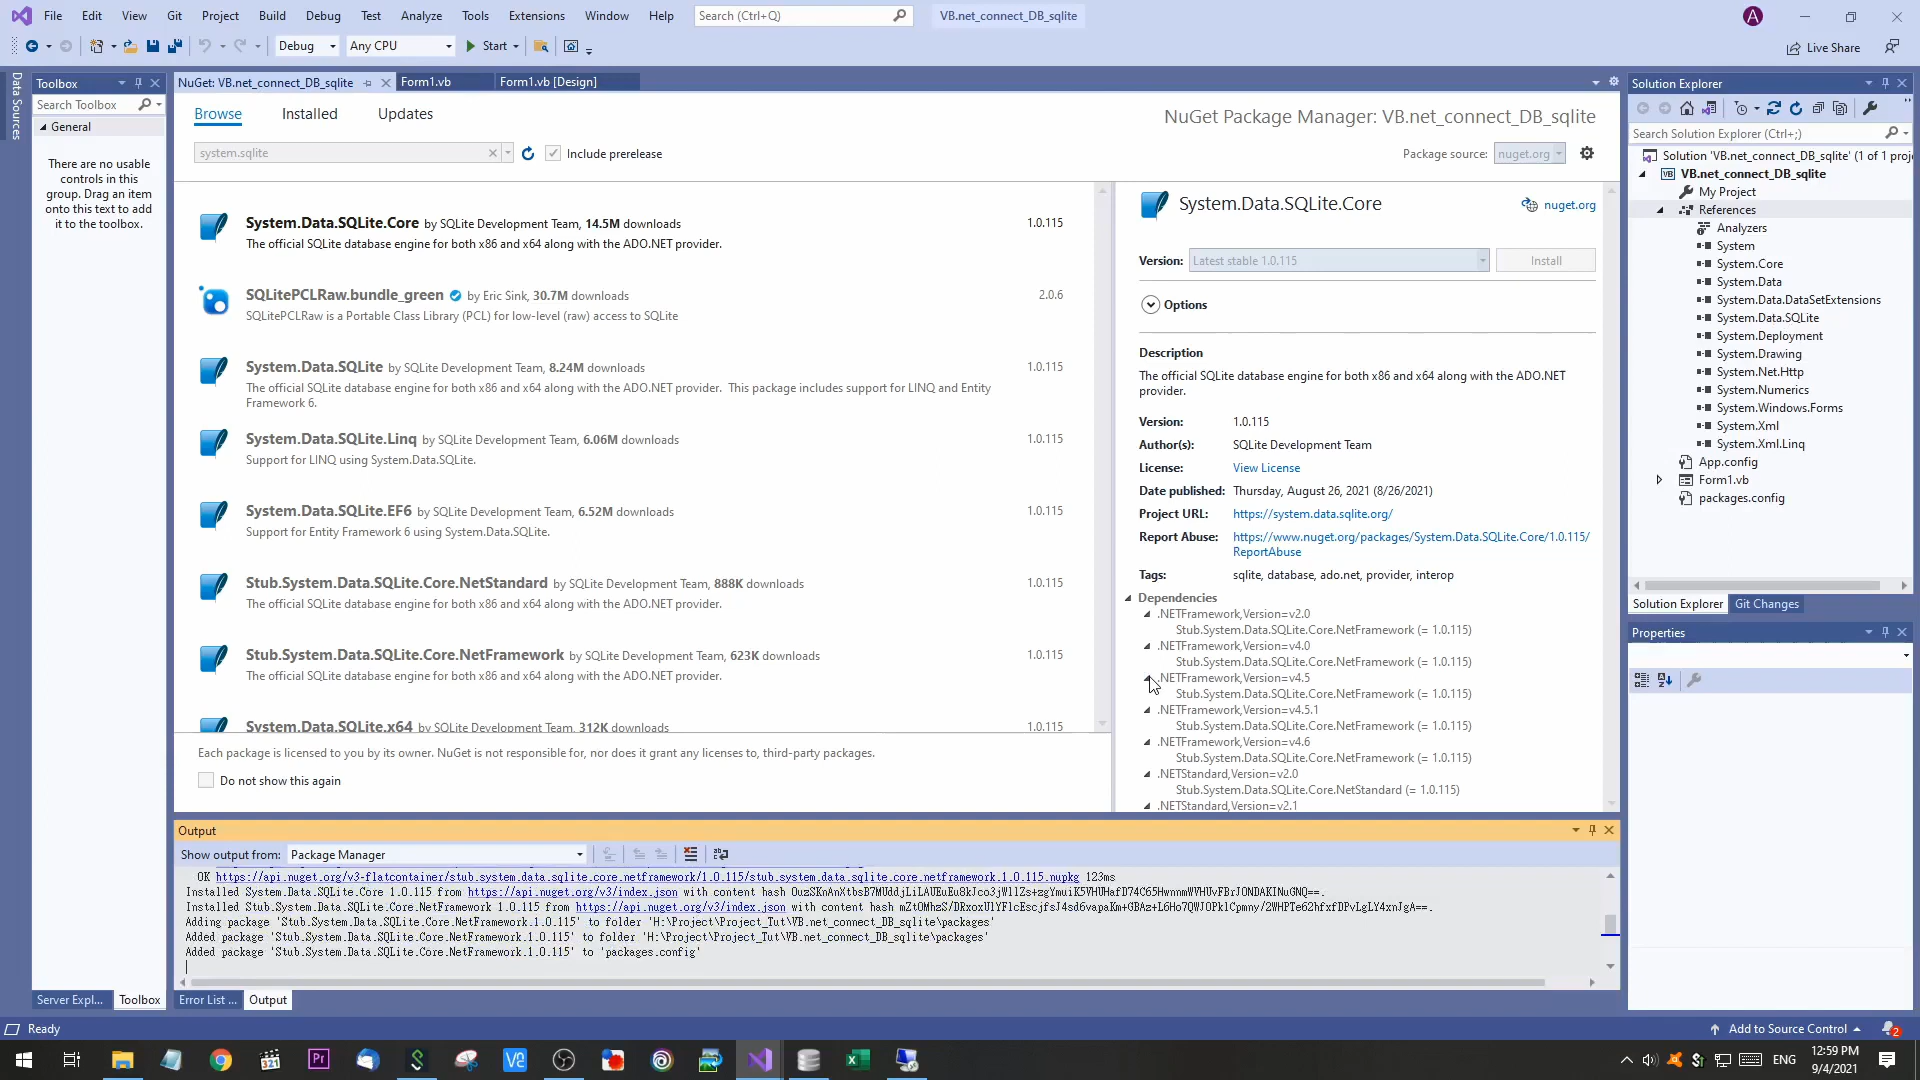 File Edit View Git Project Build Debug Test Analyze Tools Extensions Window Help Search (Ctrl+Q) VB.net_connect_DB_sqlite A
Debug Any CPU Start Live Share
Data Sources
Toolbox
Search Toolbox
General
There are no usable
controls in this
group. Drag an item
onto this text to add
it to the toolbox.
Server Expl... Toolbox
NuGet: VB.net_connect_DB_sqlite Form1.vb Form1.vb [Design]
Browse Installed Updates
NuGet Package Manager: VB.net_connect_DB_sqlite
system.sqlite Include prerelease
Package source: nuget.org
System.Data.SQLite.Core by SQLite Development Team, 14.5M downloads 1.0.115
The official SQLite database engine for both x86 and x64 along with the ADO.NET provider.
SQLitePCLRaw.bundle_green by Eric Sink, 30.7M downloads 2.0.6
SQLitePCLRaw is a Portable Class Library (PCL) for low-level (raw) access to SQLite
System.Data.SQLite by SQLite Development Team, 8.24M downloads 1.0.115
The official SQLite database engine for both x86 and x64 along with the ADO.NET provider. This package includes support for LINQ and Entity
Framework 6.
System.Data.SQLite.Linq by SQLite Development Team, 6.06M downloads 1.0.115
Support for LINQ using System.Data.SQLite.
System.Data.SQLite.EF6 by SQLite Development Team, 6.52M downloads 1.0.115
Support for Entity Framework 6 using System.Data.SQLite.
Stub.System.Data.SQLite.Core.NetStandard by SQLite Development Team, 888K downloads 1.0.115
The official SQLite database engine for both x86 and x64 along with the ADO.NET provider.
Stub.System.Data.SQLite.Core.NetFramework by SQLite Development Team, 623K downloads 1.0.115
The official SQLite database engine for both x86 and x64 along with the ADO.NET provider.
System.Data.SQLite.x64 by SQLite Development Team, 312K downloads 1.0.115
Each package is licensed to you by its owner. NuGet is not responsible for, nor does it grant any licenses to, third-party packages.
Do not show this again
System.Data.SQLite.Core nuget.org
Version: Latest stable 1.0.115 Install
Options
Description
The official SQLite database engine for both x86 and x64 along with the ADO.NET
provider.
Version: 1.0.115
Author(s): SQLite Development Team
License: View License
Date published: Thursday, August 26, 2021 (8/26/2021)
Project URL: https://system.data.sqlite.org/
Report Abuse: https://www.nuget.org/packages/System.Data.SQLite.Core/1.0.115/
ReportAbuse
Tags: sqlite, database, ado.net, provider, interop
Dependencies
.NETFramework,Version=v2.0
Stub.System.Data.SQLite.Core.NetFramework (= 1.0.115)
.NETFramework,Version=v4.0
Stub.System.Data.SQLite.Core.NetFramework (= 1.0.115)
.NETFramework,Version=v4.5
Stub.System.Data.SQLite.Core.NetFramework (= 1.0.115)
.NETFramework,Version=v4.5.1
Stub.System.Data.SQLite.Core.NetFramework (= 1.0.115)
.NETFramework,Version=v4.6
Stub.System.Data.SQLite.Core.NetFramework (= 1.0.115)
.NETStandard,Version=v2.0
Stub.System.Data.SQLite.Core.NetStandard (= 1.0.115)
.NETStandard,Version=v2.1
Output
Show output from: Package Manager
OK https://api.nuget.org/v3-flatcontainer/stub.system.data.sqlite.core.netframework/1.0.115/stub.system.data.sqlite.core.netframework.1.0.115.nupkg 123ms
Installed System.Data.SQLite.Core 1.0.115 from https://api.nuget.org/v3/index.json with content hash
Installed Stub.System.Data.SQLite.Core.NetFramework 1.0.115 from https://api.nuget.org/v3/index.json with content hash
Adding package 'Stub.System.Data.SQLite.Core.NetFramework.1.0.115' to folder 'H:\Project\Project_Tut\VB.net_connect_DB_sqlite\packages'
Added package 'Stub.System.Data.SQLite.Core.NetFramework.1.0.115' to folder 'H:\Project\Project_Tut\VB.net_connect_DB_sqlite\packages'
Added package 'Stub.System.Data.SQLite.Core.NetFramework.1.0.115' to 'packages.config'
Error List ... Output
Solution Explorer
Search Solution Explorer (Ctrl+;)
Solution 'VB.net_connect_DB_sqlite' (1 of 1 proj
VB.net_connect_DB_sqlite
My Project
References
Analyzers
System
System.Core
System.Data
System.Data.DataSetExtensions
System.Data.SQLite
System.Deployment
System.Drawing
System.Net.Http
System.Numerics
System.Windows.Forms
System.Xml
System.Xml.Linq
App.config
Form1.vb
packages.config
Solution Explorer Git Changes
Properties
Ready Add to Source Control 2
321 Pr ENG 12:59 PM
9/4/2021